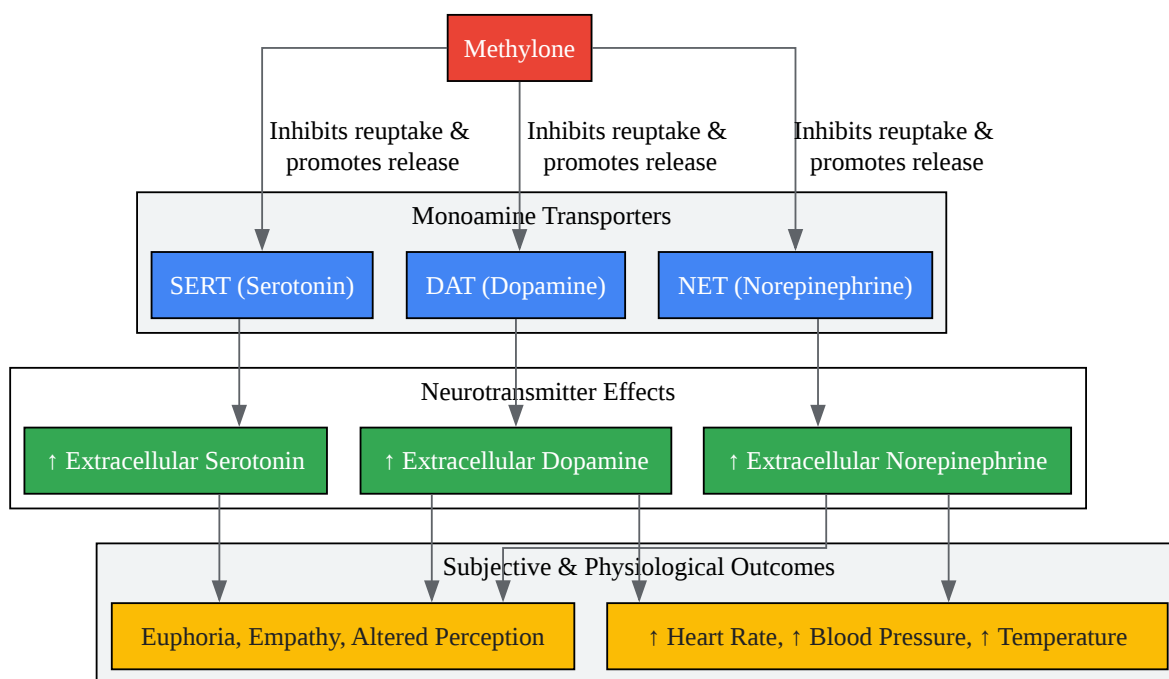 Methylone
Inhibits reuptake &
promotes release
Inhibits reuptake &
promotes release
Inhibits reuptake &
promotes release
Monoamine Transporters
SERT (Serotonin)
DAT (Dopamine)
NET (Norepinephrine)
Neurotransmitter Effects
↑ Extracellular Serotonin
↑ Extracellular Dopamine
↑ Extracellular Norepinephrine
Subjective & Physiological Outcomes
Euphoria, Empathy, Altered Perception
↑ Heart Rate, ↑ Blood Pressure, ↑ Temperature